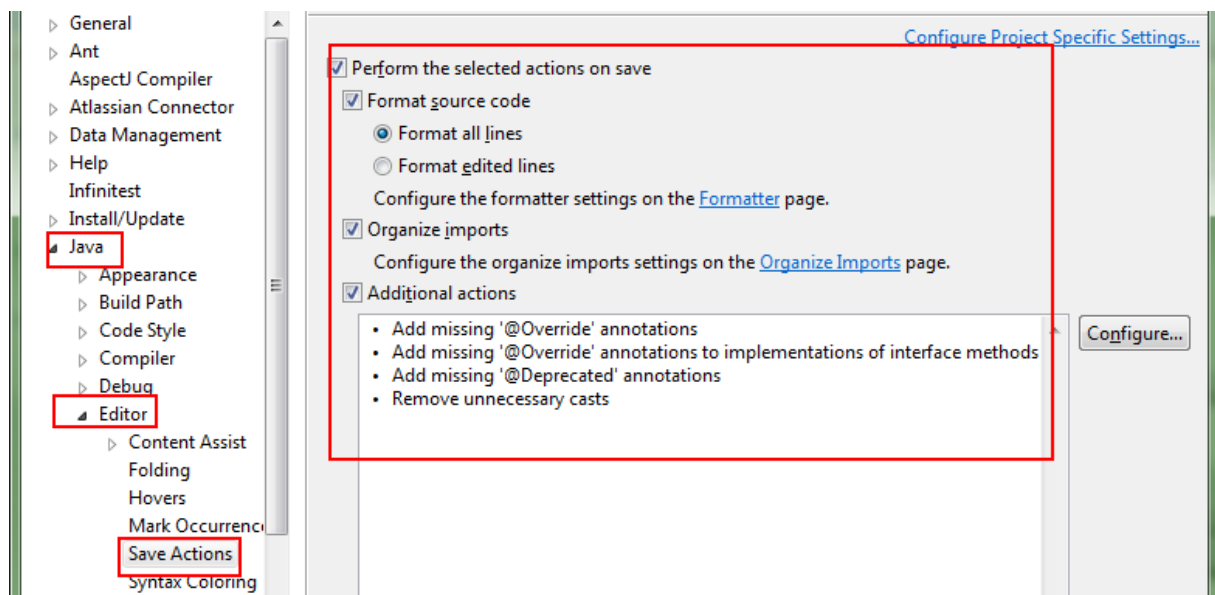 General
Ant
AspectJ Compiler
Atlassian Connector
Data Management
Help
Infinitest
Install/Update
Java
Appearance
Build Path
Code Style
Compiler
Debug
Editor
Content Assist
Folding
Hovers
Mark Occurrenc
Save Actions
Syntax Coloring
Configure Project Specific Settings...
Perform the selected actions on save
Format source code
Format all lines
Format edited lines
Configure the formatter settings on the Formatter page.
Organize imports
Configure the organize imports settings on the Organize Imports page.
Additional actions
• Add missing '@Override' annotations
• Add missing '@Override' annotations to implementations of interface methods
• Add missing '@Deprecated' annotations
• Remove unnecessary casts
Configure...